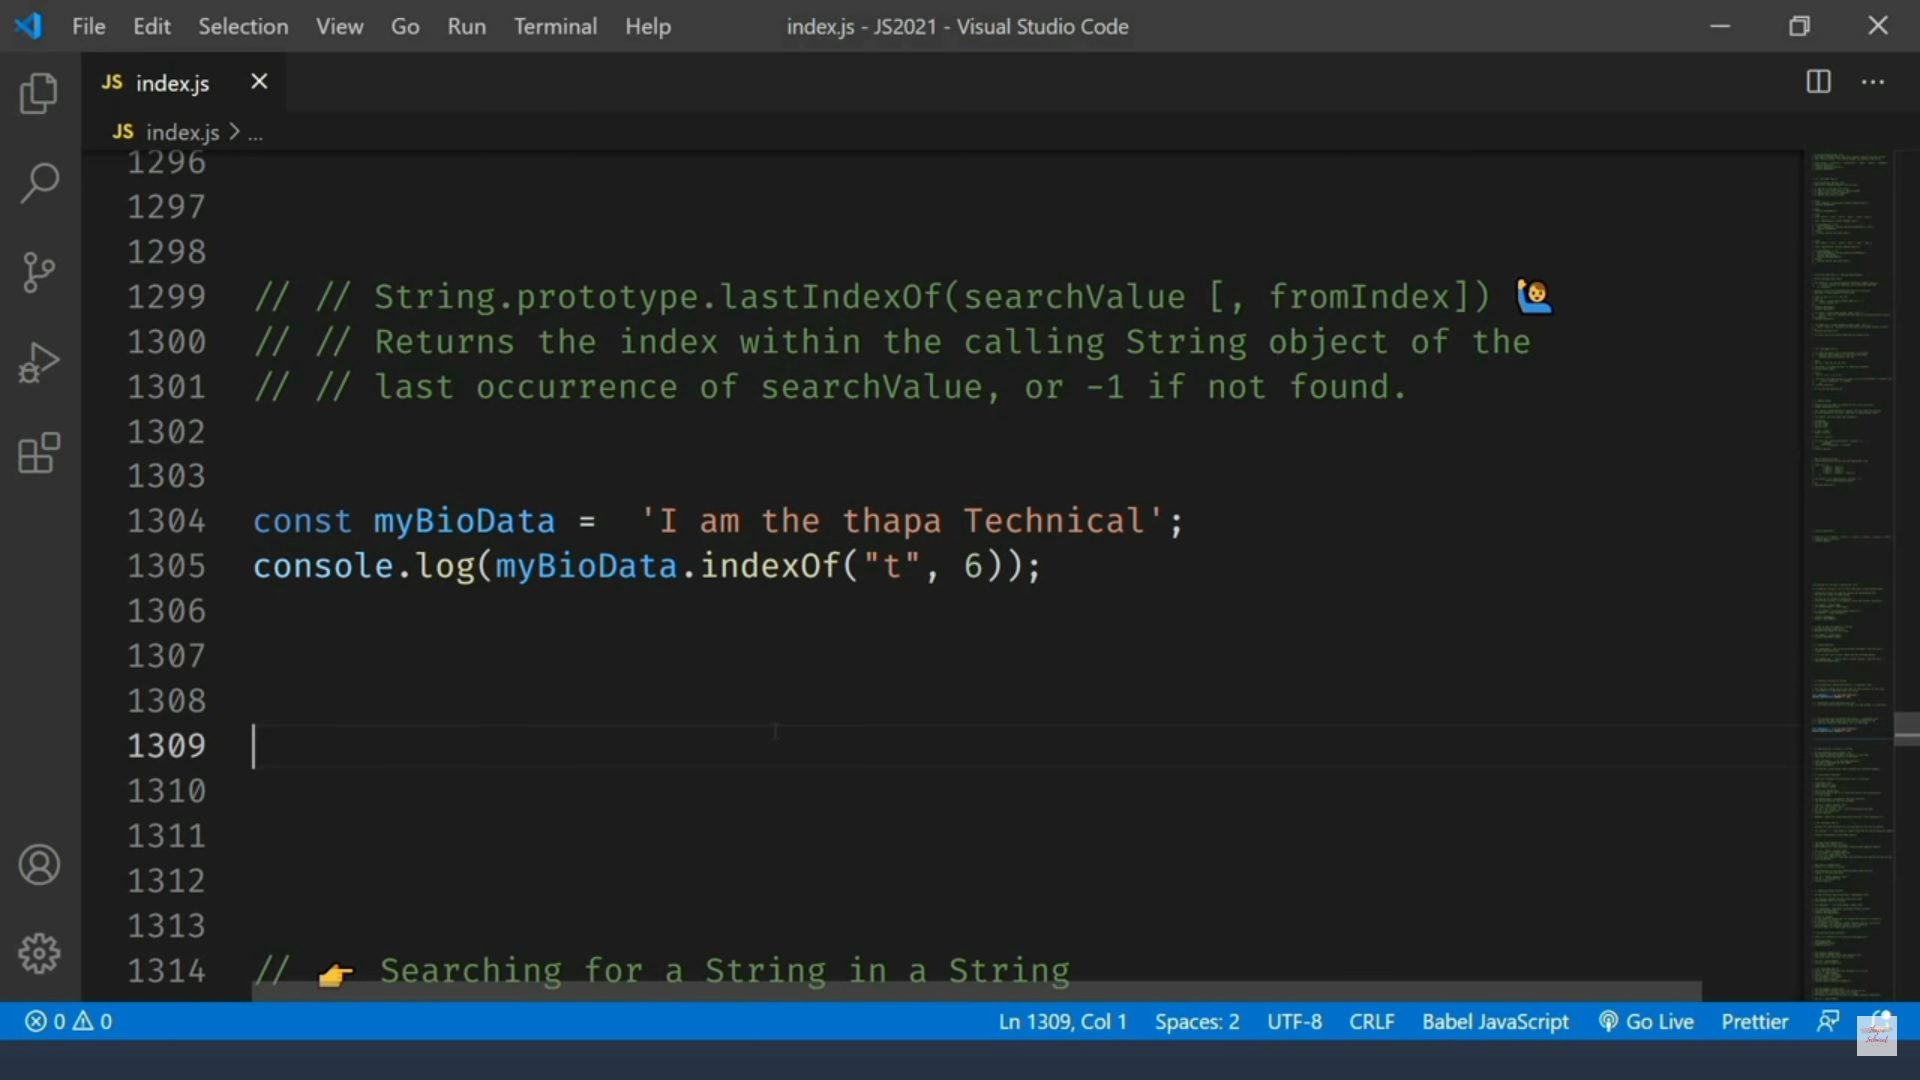 File Edit Selection View Go Run Terminal Help index.js - JS2021 - Visual Studio Code
JS index.js
JS index.js > ...
1296
1297
1298
1299 // // String.prototype.lastIndexOf(searchValue [, fromIndex]) 🙋‍♂️
1300 // // Returns the index within the calling String object of the
1301 // // last occurrence of searchValue, or -1 if not found.
1302
1303
1304 const myBioData =  'I am the thapa Technical';
1305 console.log(myBioData.indexOf("t", 6));
1306
1307
1308
1309
1310
1311
1312
1313
1314 // 👉 Searching for a String in a String
0 0 Ln 1309, Col 1 Spaces: 2 UTF-8 CRLF Babel JavaScript Go Live Prettier